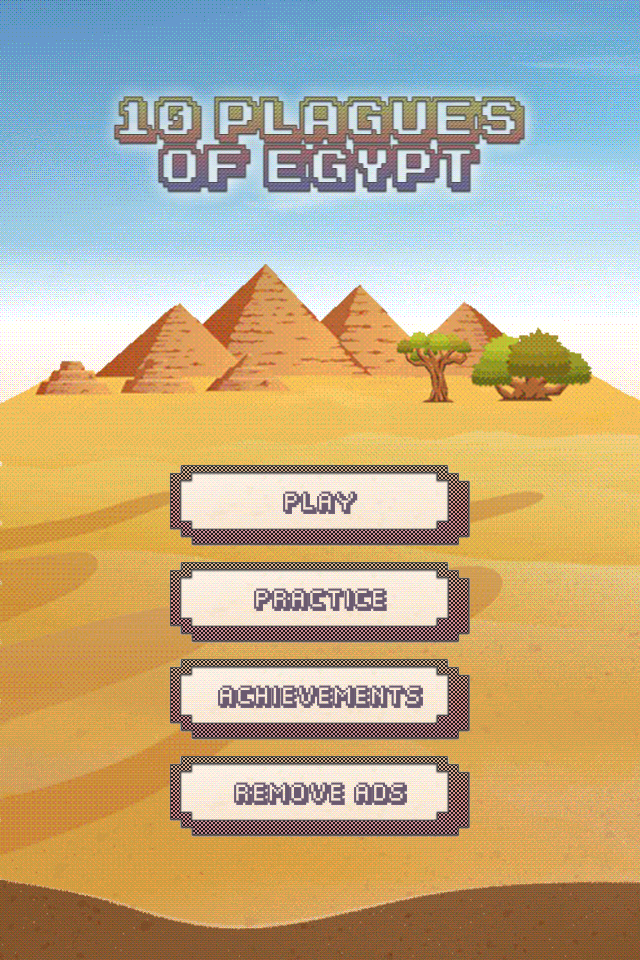 10 PLAGUES
OF EGYPT
PLAY
PRACTICE
ACHIEVEMENTS
REMOVE ADS